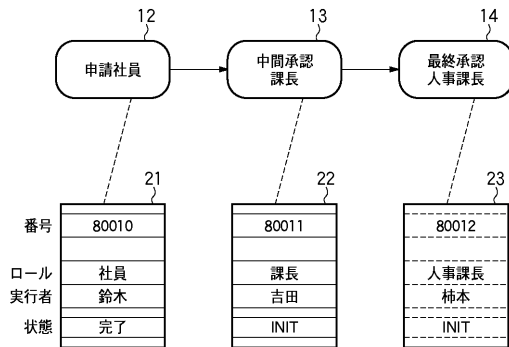 12
13
14
申請社員
中間承認
課長
最終承認
人事課長
21
22
23
番号
80010
80011
80012
ロール
社員
課長
人事課長
実行者
鈴木
吉田
柿本
状態
完了
INIT
INIT